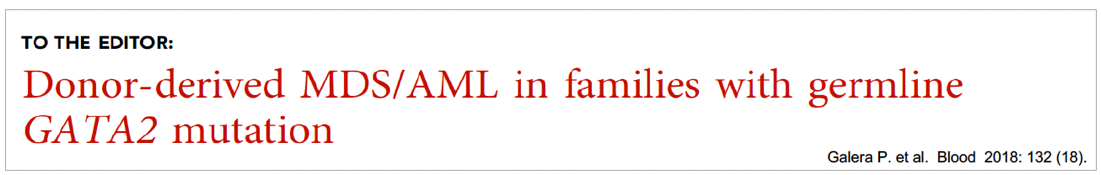 TO THE EDITOR:
Donor-derived MDS/AML in families with germline
GATA2 mutation
Galera P. et al. Blood 2018: 132 (18).